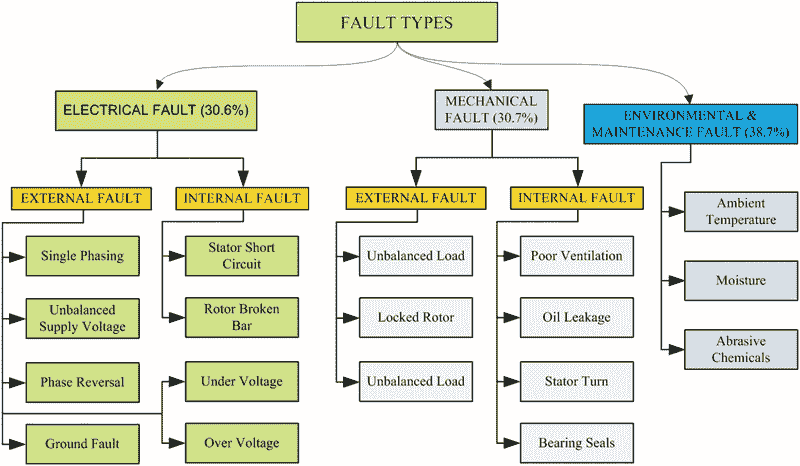 FAULT TYPES
ELECTRICAL FAULT (30.6%)
MECHANICAL
FAULT (30.7%)
ENVIRONMENTAL &
MAINTENANCE FAULT (38.7%)
EXTERNAL FAULT
INTERNAL FAULT
EXTERNAL FAULT
INTERNAL FAULT
Single Phasing
Unbalanced
Supply Voltage
Phase Reversal
Ground Fault
Stator Short
Circuit
Rotor Broken
Bar
Under Voltage
Over Voltage
Unbalanced Load
Locked Rotor
Unbalanced Load
Poor Ventilation
Oil Leakage
Stator Turn
Bearing Seals
Ambient
Temperature
Moisture
Abrasive
Chemicals